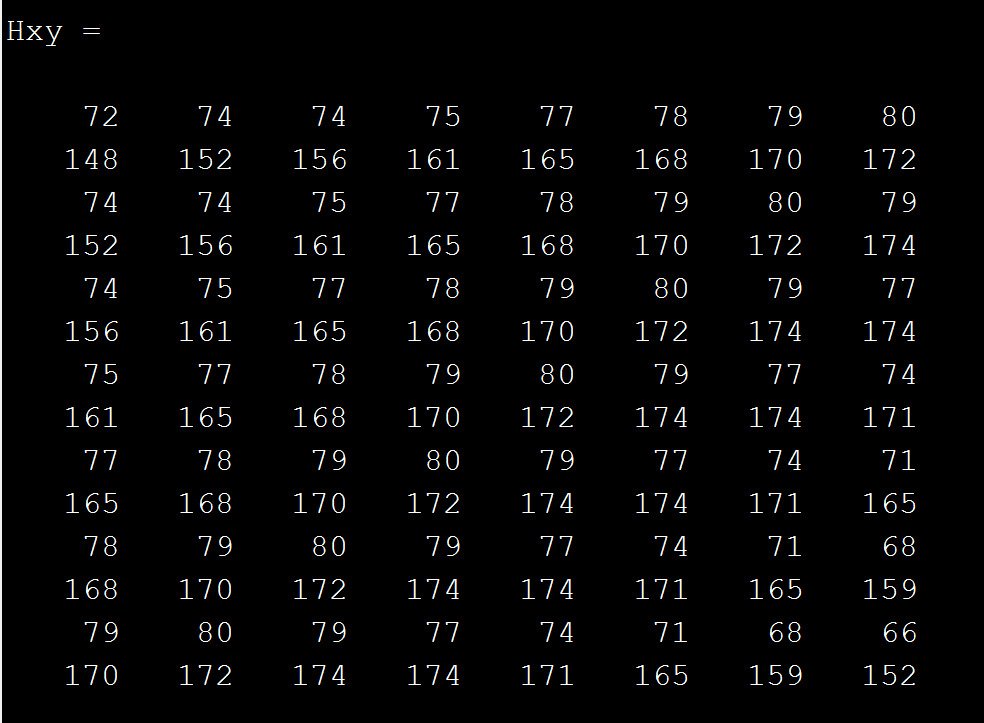 Hxy =
72 74 74 75 77 78 79 80
148 152 156 161 165 168 170 172
74 74 75 77 78 79 80 79
152 156 161 165 168 170 172 174
74 75 77 78 79 80 79 77
156 161 165 168 170 172 174 174
75 77 78 79 80 79 77 74
161 165 168 170 172 174 174 171
77 78 79 80 79 77 74 71
165 168 170 172 174 174 171 165
78 79 80 79 77 74 71 68
168 170 172 174 174 171 165 159
79 80 79 77 74 71 68 66
170 172 174 174 171 165 159 152